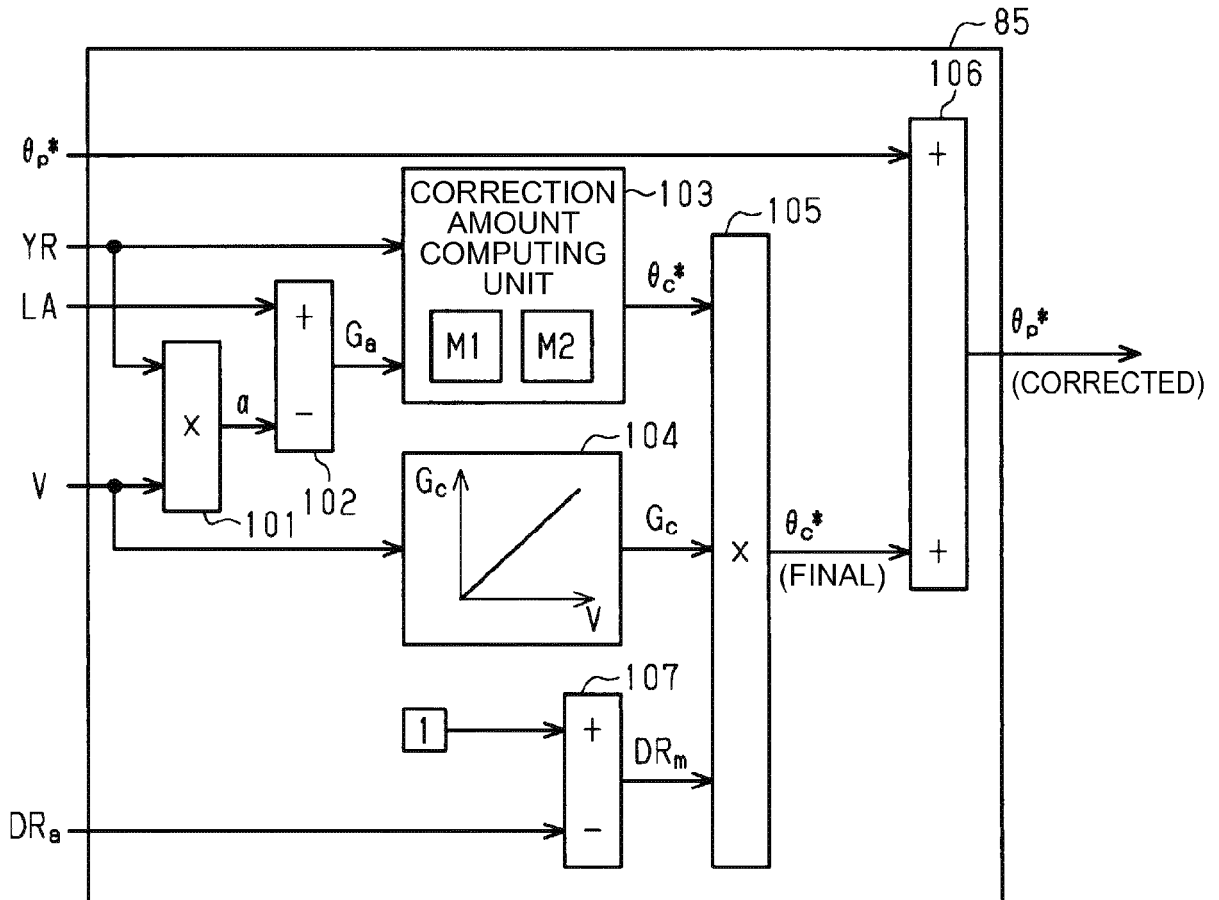 85
106
θp*
+
CORRECTION
AMOUNT
COMPUTING
UNIT
103
105
YR
θc*
LA
+
Ga
M1
M2
θp*
(CORRECTED)
×
α
−
104
V
102
101
Gc
Gc
θc*
×
(FINAL)
+
V
107
1
+
DRm
DRa
−